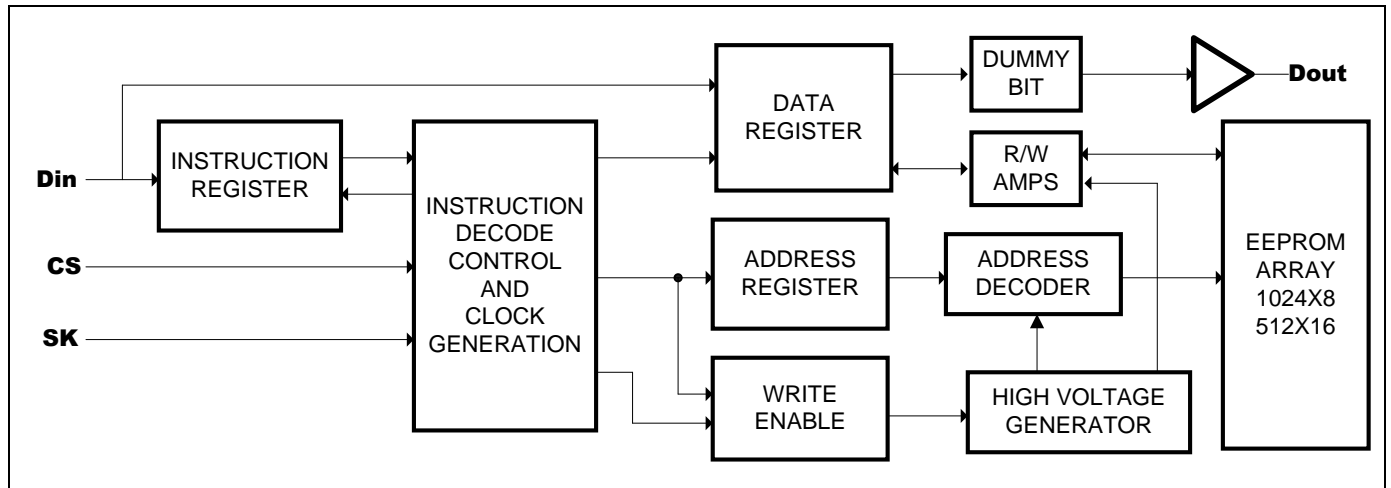 DUMMY
BIT
Dout
DATA
REGISTER
INSTRUCTION
REGISTER
Din
R/W
AMPS
INSTRUCTION
DECODE
CONTROL
AND
CLOCK
GENERATION
CS
SK
ADDRESS
REGISTER
ADDRESS
DECODER
EEPROM
ARRAY
1024X8
512X16
WRITE
ENABLE
HIGH VOLTAGE
GENERATOR